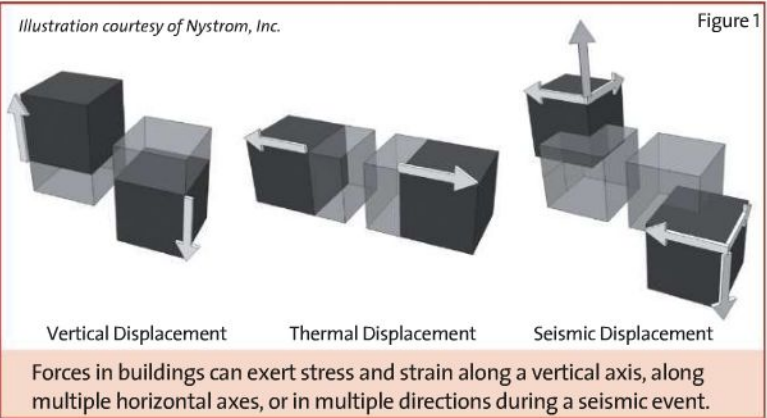 Illustration courtesy of Nystrom, Inc.
Figure 1
Vertical Displacement
Thermal Displacement
Seismic Displacement
Forces in buildings can exert stress and strain along a vertical axis, along
multiple horizontal axes, or in multiple directions during a seismic event.